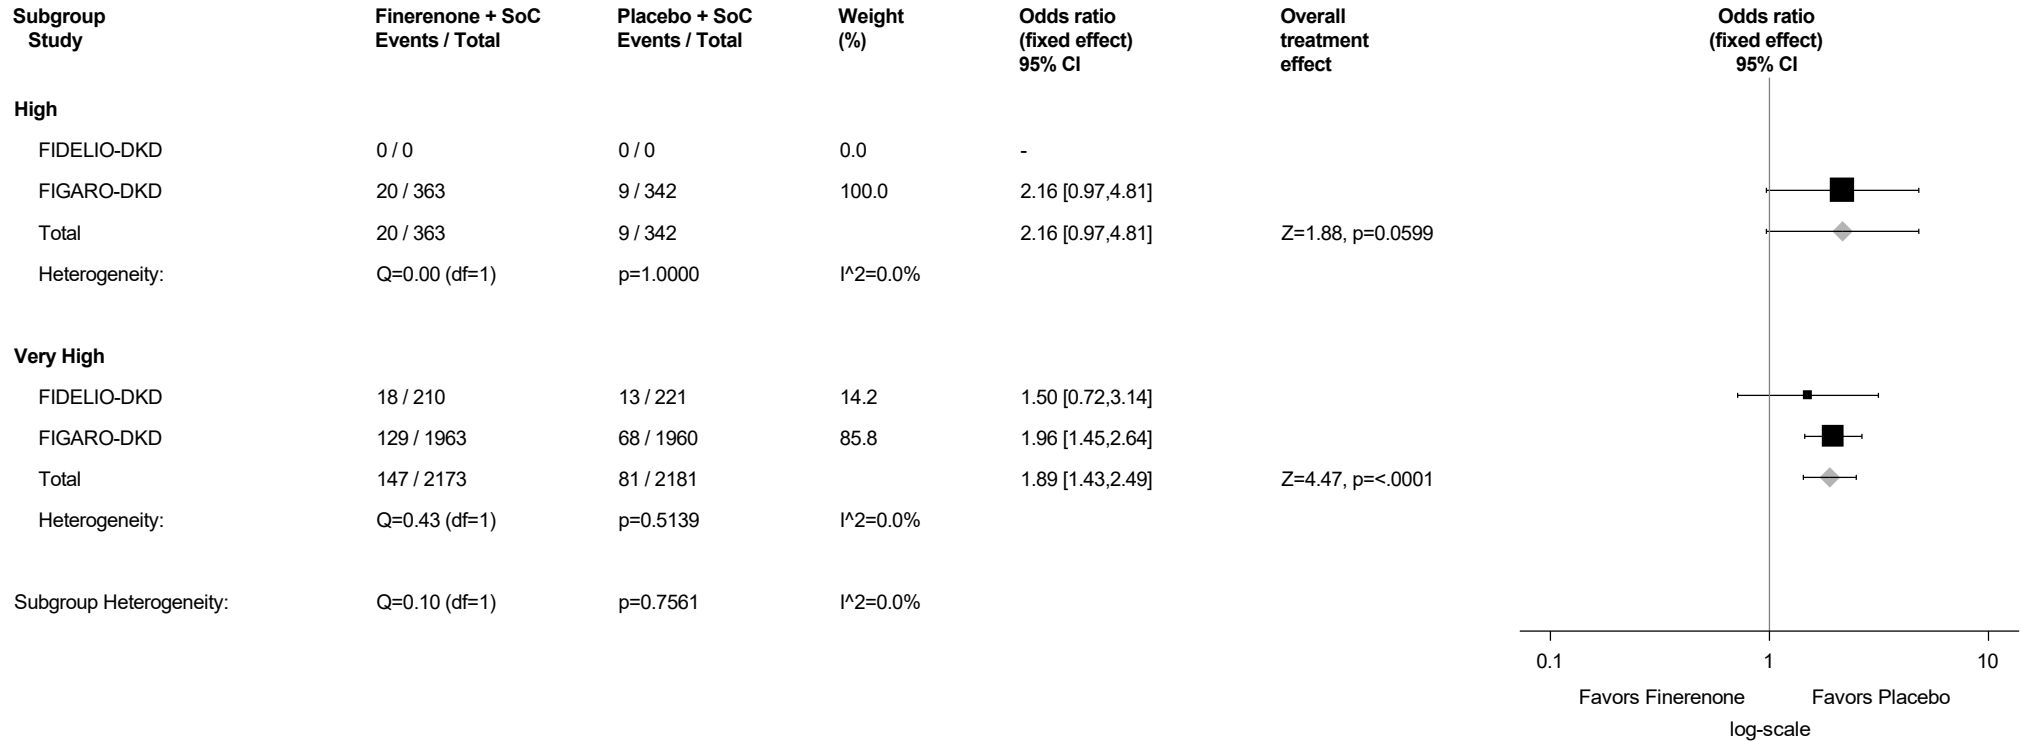 Subgroup Finerenone + SoC Placebo + SoC Weight Odds ratio Overall Odds ratio
Study Events / Total Events / Total (%) (fixed effect) treatment (fixed effect)
95% CI effect 95% CI
High
FIDELIO-DKD 0 / 0 0 / 0 0.0 -
FIGARO-DKD 20 / 363 9 / 342 100.0 2.16 [0.97,4.81]
Total 20 / 363 9 / 342 2.16 [0.97,4.81] Z=1.88, p=0.0599
Heterogeneity: Q=0.00 (df=1) p=1.0000 I^2=0.0%
Very High
FIDELIO-DKD 18 / 210 13 / 221 14.2 1.50 [0.72,3.14]
FIGARO-DKD 129 / 1963 68 / 1960 85.8 1.96 [1.45,2.64]
Total 147 / 2173 81 / 2181 1.89 [1.43,2.49] Z=4.47, p=<.0001
Heterogeneity: Q=0.43 (df=1) p=0.5139 I^2=0.0%
Subgroup Heterogeneity: Q=0.10 (df=1) p=0.7561 I^2=0.0%
0.1 1 10
Favors Finerenone Favors Placebo
log-scale